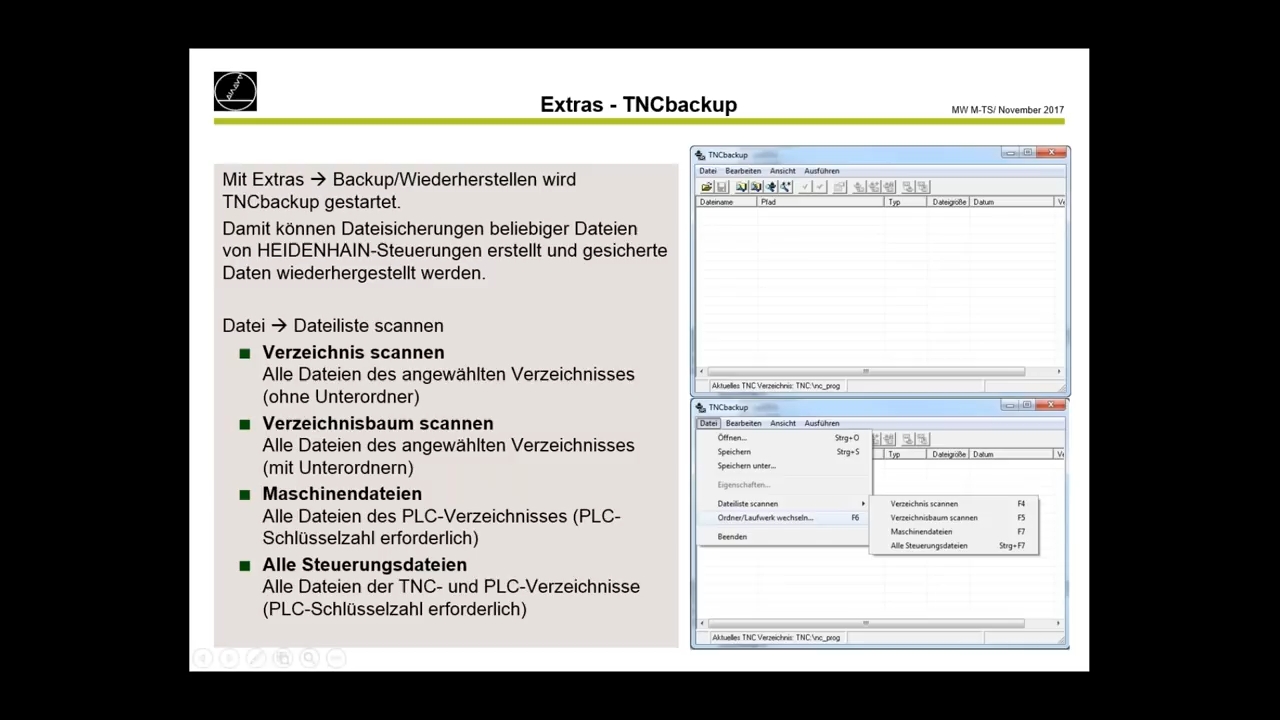 Extras - TNCbackup
MW M-TS/ November 2017
Mit Extras → Backup/Wiederherstellen wird
TNCbackup gestartet.
Damit können Dateisicherungen beliebiger Dateien
von HEIDENHAIN-Steuerungen erstellt und gesicherte
Daten wiederhergestellt werden.
Datei → Dateiliste scannen
Verzeichnis scannen
Alle Dateien des angewählten Verzeichnisses
(ohne Unterordner)
Verzeichnisbaum scannen
Alle Dateien des angewählten Verzeichnisses
(mit Unterordnern)
Maschinendateien
Alle Dateien des PLC-Verzeichnisses (PLC-
Schlüsselzahl erforderlich)
Alle Steuerungsdateien
Alle Dateien der TNC- und PLC-Verzeichnisse
(PLC-Schlüsselzahl erforderlich)
TNCbackup
Datei Bearbeiten Ansicht Ausführen
Dateiname Pfad Typ Dateigröße Datum Ve
Aktuelles TNC Verzeichnis: TNC:\nc_prog
TNCbackup
Datei Bearbeiten Ansicht Ausführen
Öffnen... Strg+O
Speichern Strg+S
Typ Dateigröße Datum Ve
Speichern unter...
Eigenschaften...
Dateiliste scannen
Ordner/Laufwerk wechseln... F6
Beenden
Verzeichnis scannen F4
Verzeichnisbaum scannen F5
Maschinendateien F7
Alle Steuerungsdateien Strg+F7
Aktuelles TNC Verzeichnis: TNC:\nc_prog